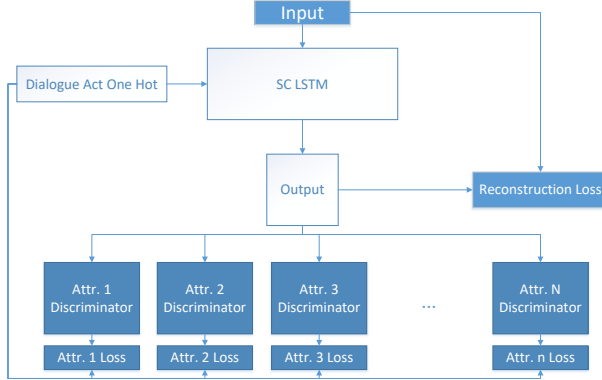 Input
Dialogue Act One Hot
SC LSTM
Output
Reconstruction Loss
Attr. 1
Discriminator
Attr. 2
Discriminator
Attr. 3
Discriminator
...
Attr. N
Discriminator
Attr. 1 Loss
Attr. 2 Loss
Attr. 3 Loss
Attr. n Loss